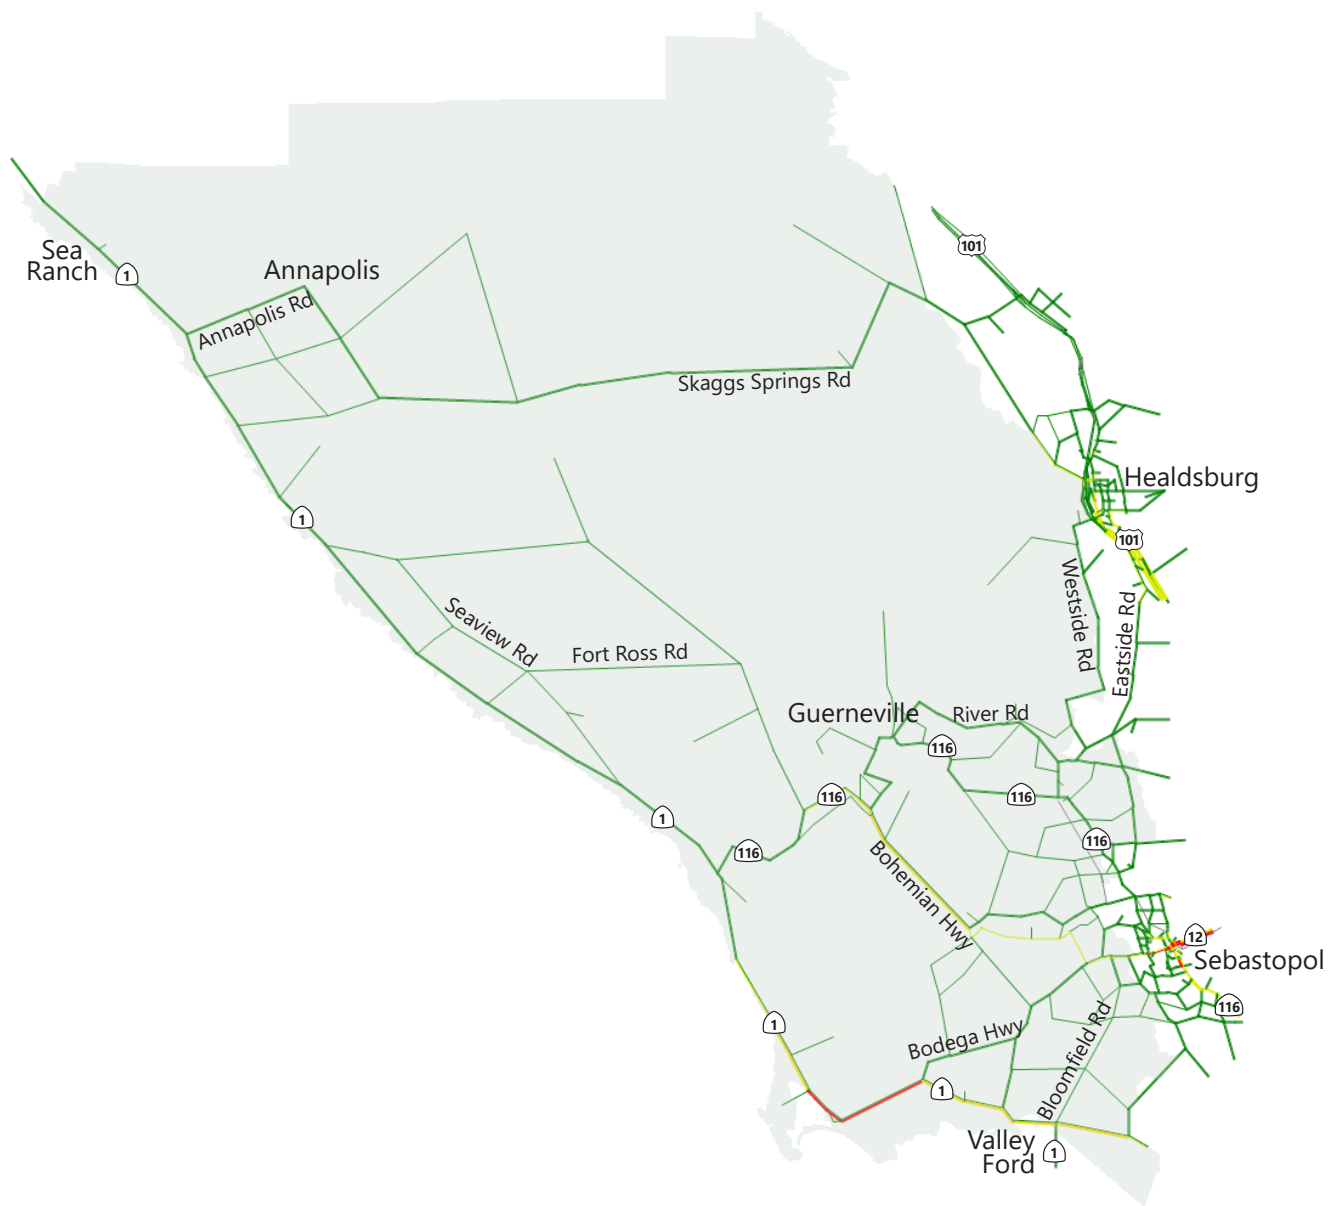 101
Sea
Ranch
1
Annapolis
Annapolis Rd
Skaggs Springs Rd
Healdsburg
1
101
Westside Rd
Eastside Rd
Seaview Rd
Fort Ross Rd
Guerneville
River Rd
116
116
116
1
116
116
Bohemian Hwy
12
Sebastopol
116
1
Bodega Hwy
Bloomfield Rd
1
Valley
Ford
1